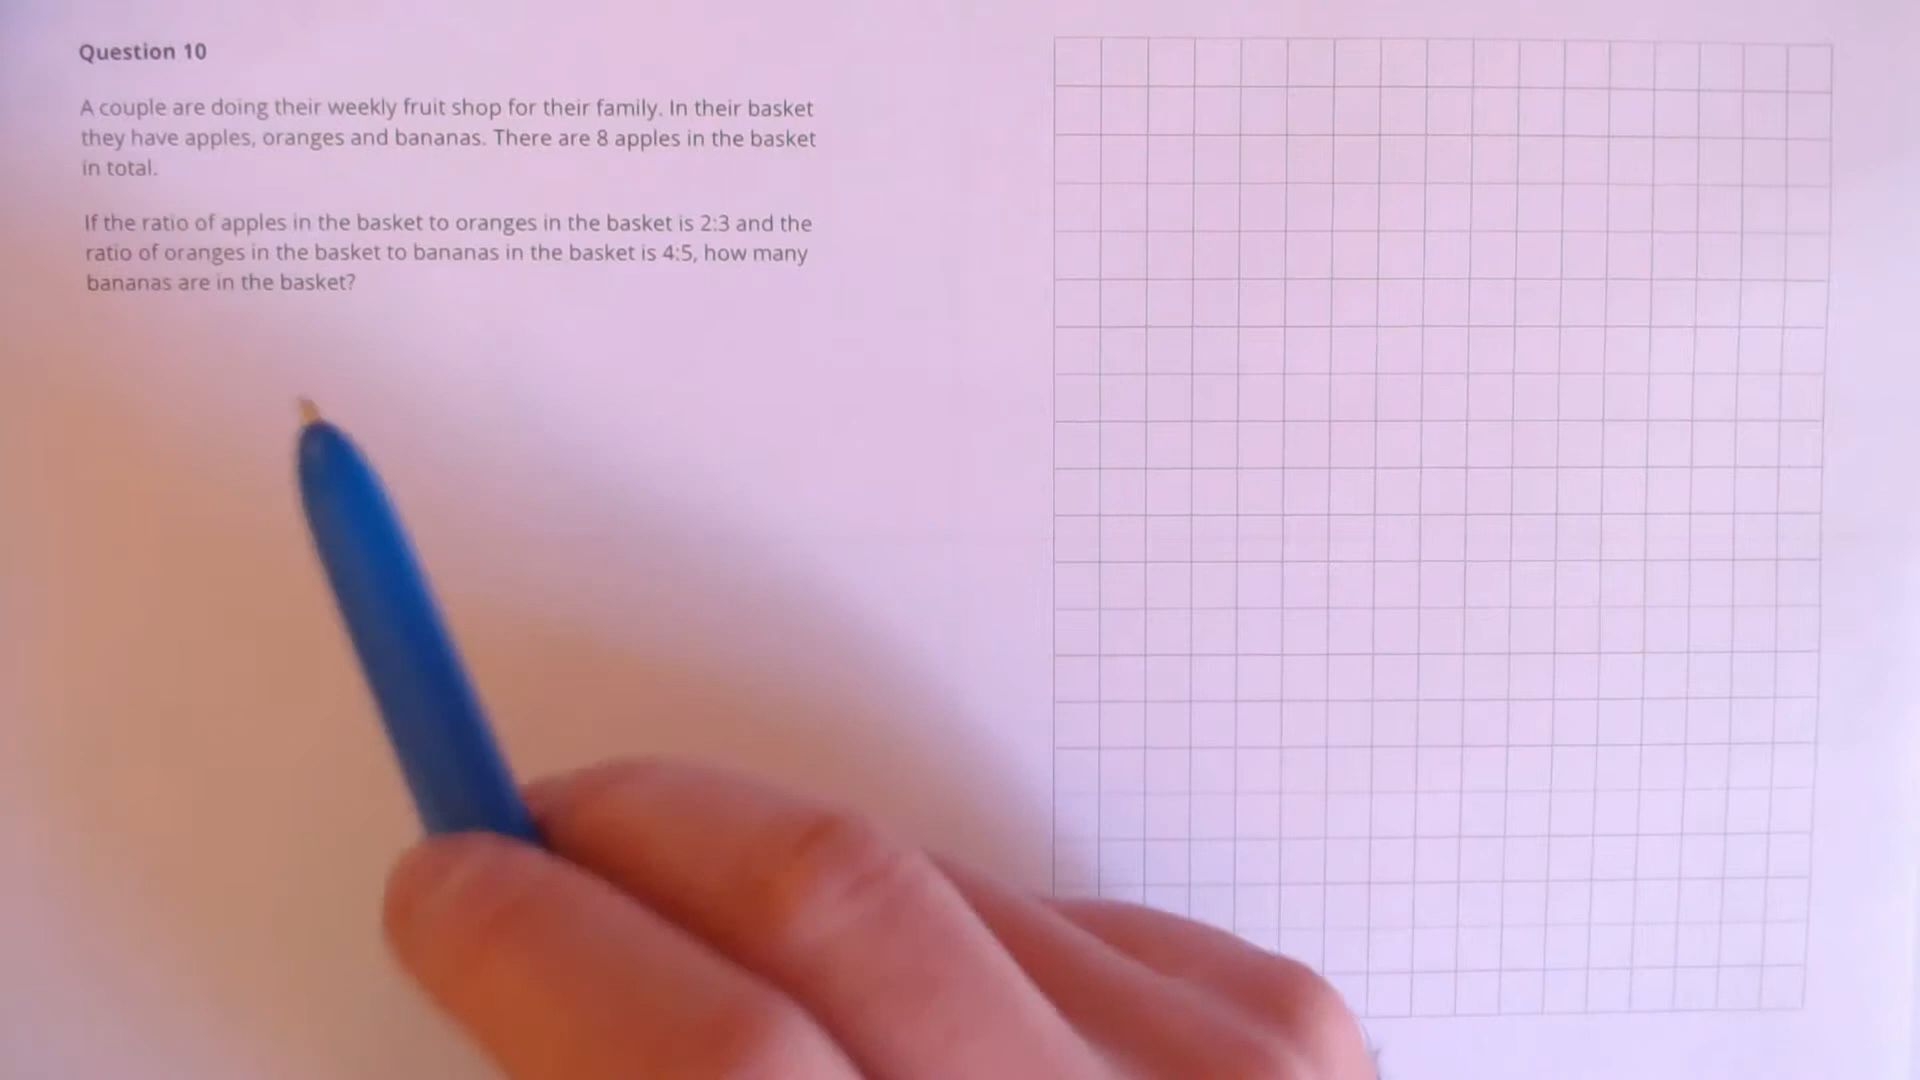 Question 10
A couple are doing their weekly fruit shop for their family. In their basket
they have apples, oranges and bananas. There are 8 apples in the basket
in total.
If the ratio of apples in the basket to oranges in the basket is 2:3 and the
ratio of oranges in the basket to bananas in the basket is 4:5, how many
bananas are in the basket?